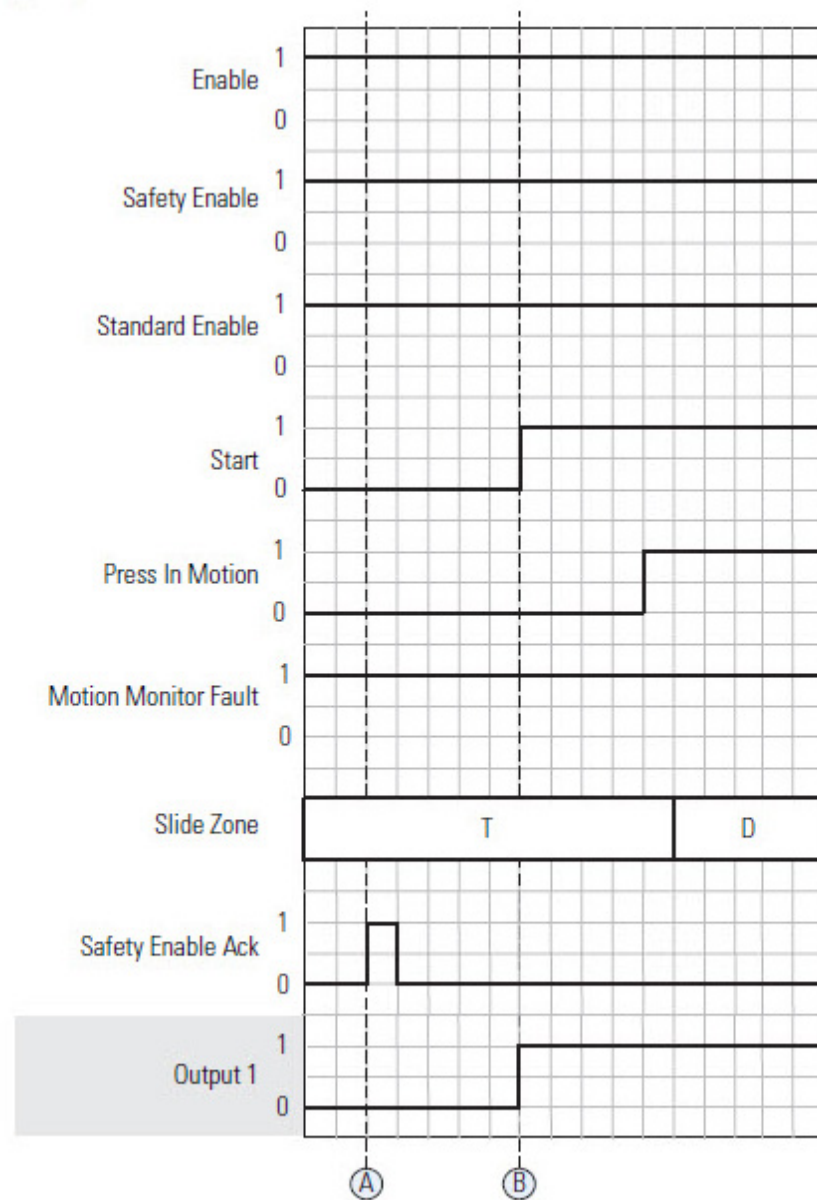 Enable
1
0
Safety Enable
1
0
Standard Enable
1
0
Start
1
0
Press In Motion
1
0
Motion Monitor Fault
1
0
Slide Zone
T
D
Safety Enable Ack
1
0
Output 1
1
0
A
B